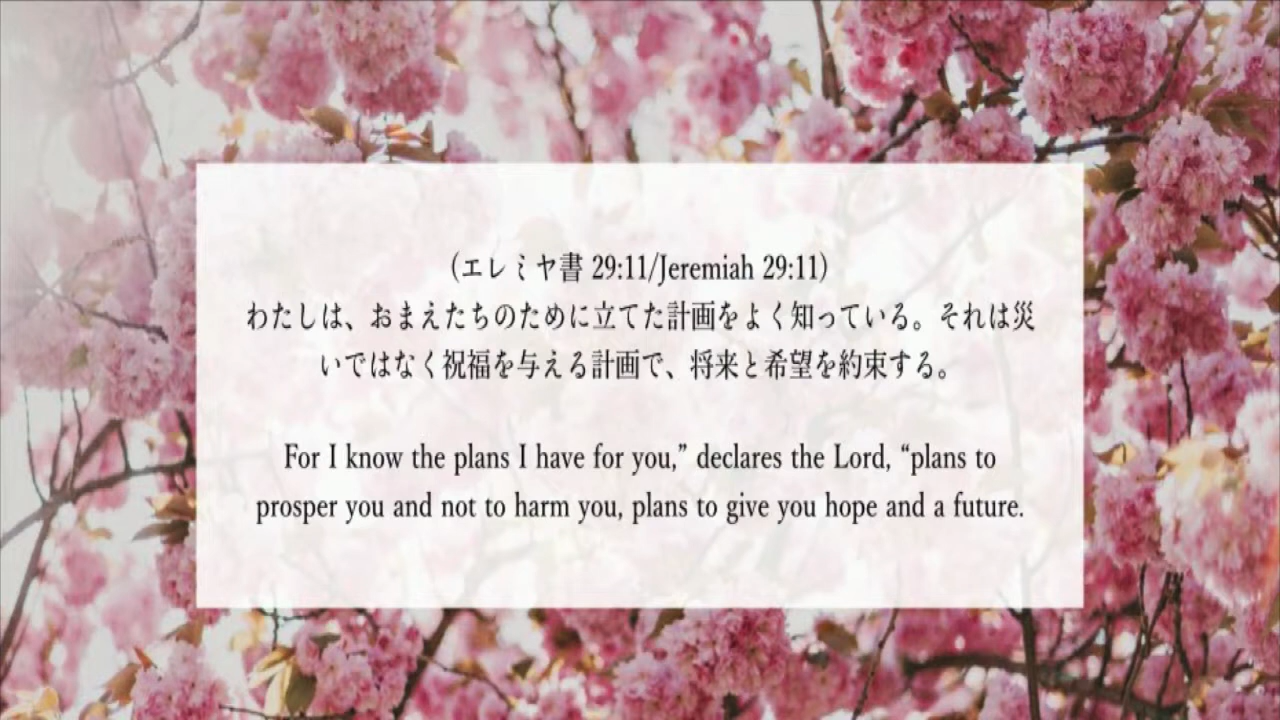 (エレミヤ書 29:11/Jeremiah 29:11)
わたしは、おまえたちのために立てた計画をよく知っている。それは災
いではなく祝福を与える計画で、将来と希望を約束する。
For I know the plans I have for you,” declares the Lord, “plans to
prosper you and not to harm you, plans to give you hope and a future.